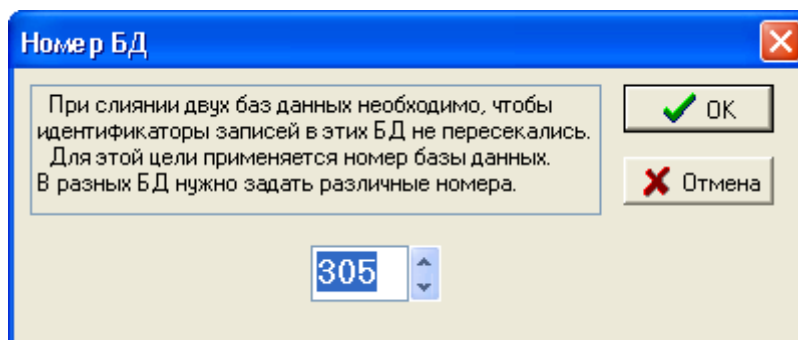 Номер БД
При слиянии двух баз данных необходимо, чтобы
идентификаторы записей в этих БД не пересекались.
Для этой цели применяется номер базы данных.
В разных БД нужно задать различные номера.
OK
Отмена
305